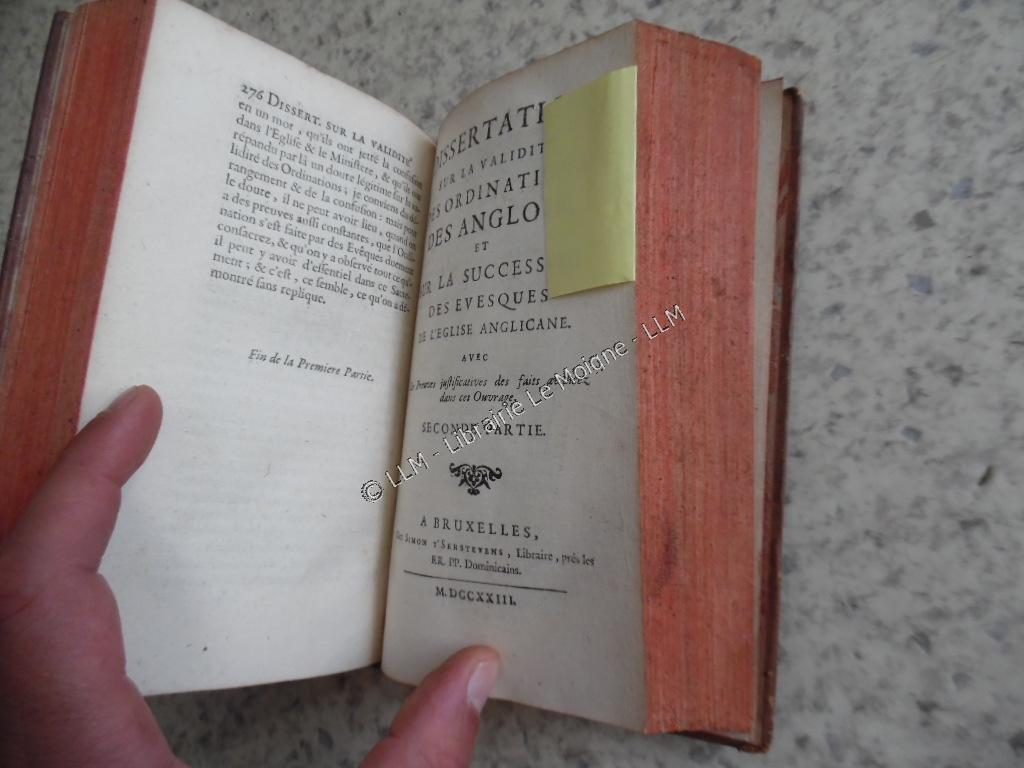 276 DISSERT. SUR LA VALIDITÉ
en un mot, qu'ils ont jetté la confusion
dans l'Eglise & le Ministere, & qu'ils ont
répandu par là un doute légitime sur la va-
lidité des Ordinations; je conviens du dé-
rangement & de la confusion: mais pour
le doute, il ne peut avoir lieu, quand on
a des preuves aussi constantes, que l'Ordi-
nation s'est faite par des Evêques duement
consacrez, & qu'on y a observé tout ce qu'-
il peut y avoir d'essentiel dans ce Sacre-
ment; & c'est, ce semble, ce qu'on a dé-
montré sans replique.
Fin de la Premiere Partie.
DISSERTATI
SUR LA VALIDIT
DES ORDINATI
DES ANGLO
ET
SUR LA SUCCESS
DES EVESQUES
DE L'EGLISE ANGLICANE.
AVEC
Les Preuves justificatives des faits
dans cet Ouvrage.
SECONDE PARTIE.
A BRUXELLES,
Chez SIMON T'SERSTEVENS, Libraire, prés les
RR. PP. Dominicains.
M.DCCXXIII.
© LLM - Librairie Le Moigne - LLM